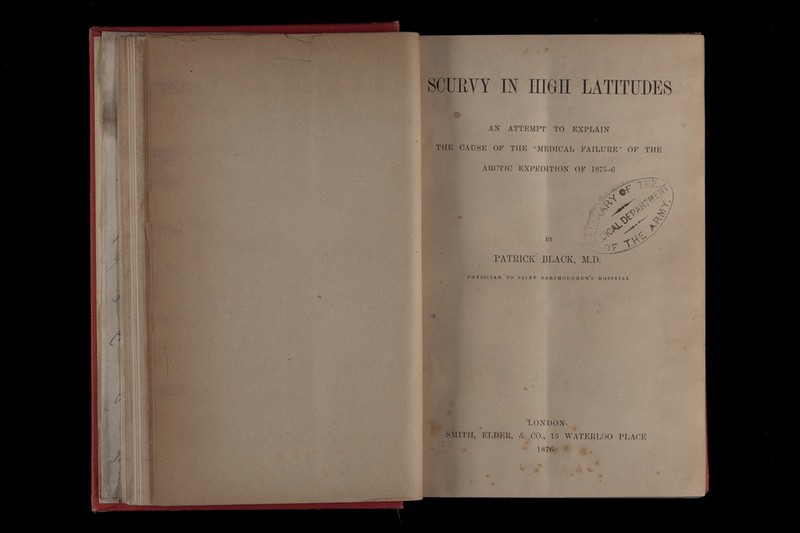 SCURVY IN HIGH LATITUDES
AN ATTEMPT TO EXPLAIN
THE CAUSE OF THE ‘MEDICAL FAILURE’ OF THE
ARCTIC EXPEDITION OF 1875–6
OF THE
DEPARTMENT
OF THE ARMY.
BY
PATRICK BLACK, M.D.
PHYSICIAN TO SAINT BARTHOLOMEW'S HOSPITAL
LONDON
SMITH, ELDER, & CO., 15 WATERLOO PLACE
1876